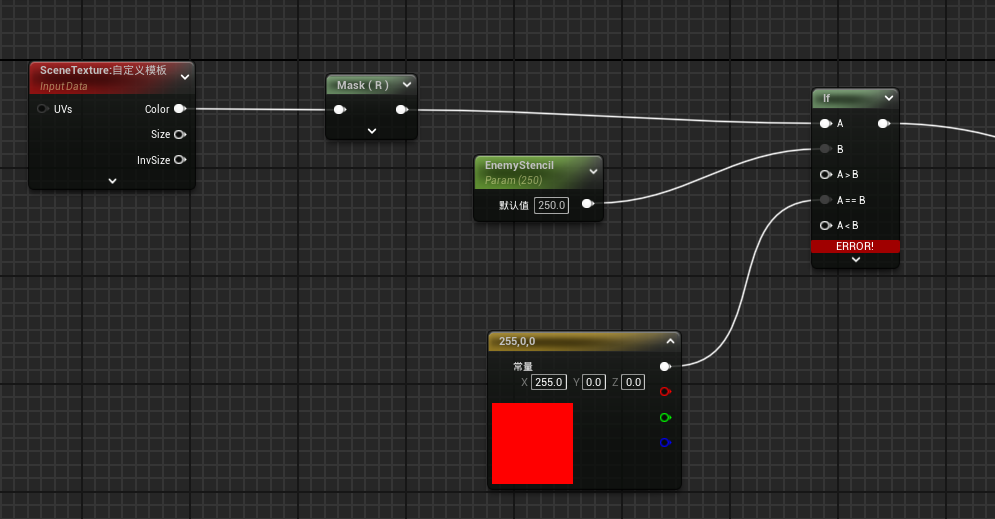 SceneTexture:自定义模板
Input Data
UVs
Color
Size
InvSize
Mask ( R )
EnemyStencil
Param (250)
默认值 250.0
If
A
B
A > B
A == B
A < B
ERROR!
255,0,0
常量
X 255.0 Y 0.0 Z 0.0